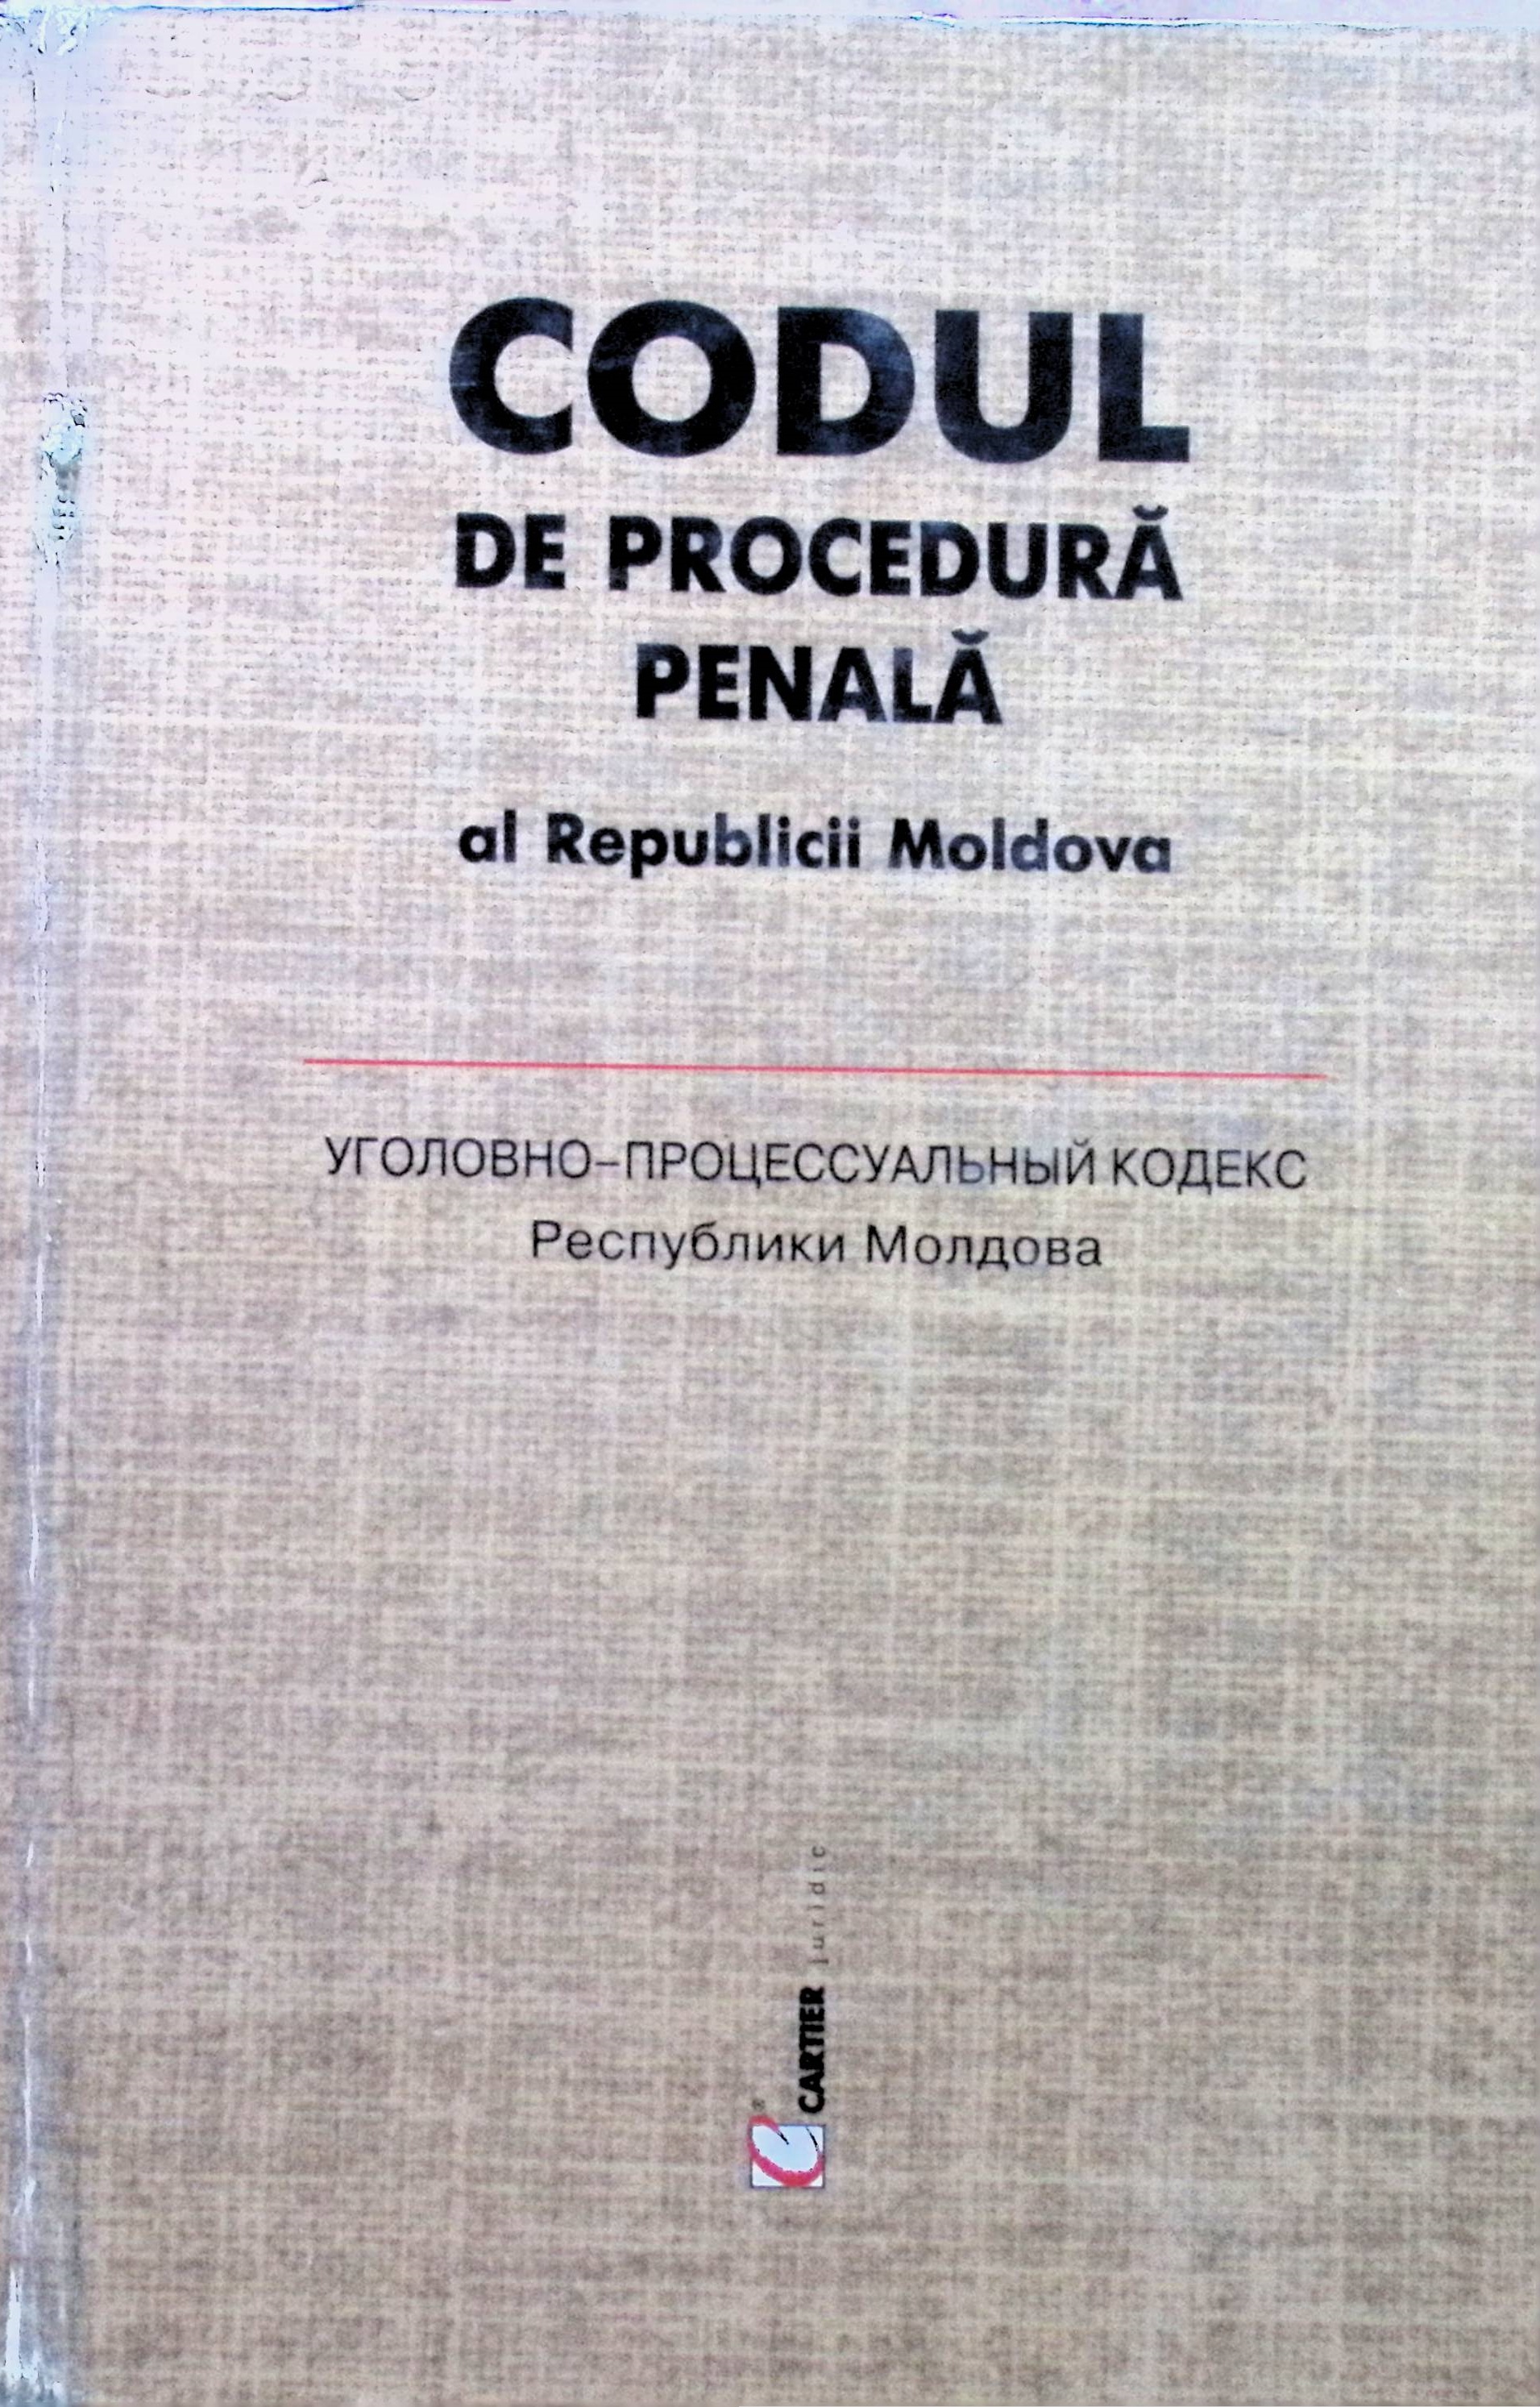 CODUL
DE PROCEDURĂ
PENALĂ
al Republicii Moldova
УГОЛОВНО-ПРОЦЕССУАЛЬНЫЙ КОДЕКС
Республики Молдова
CARTIER juridic